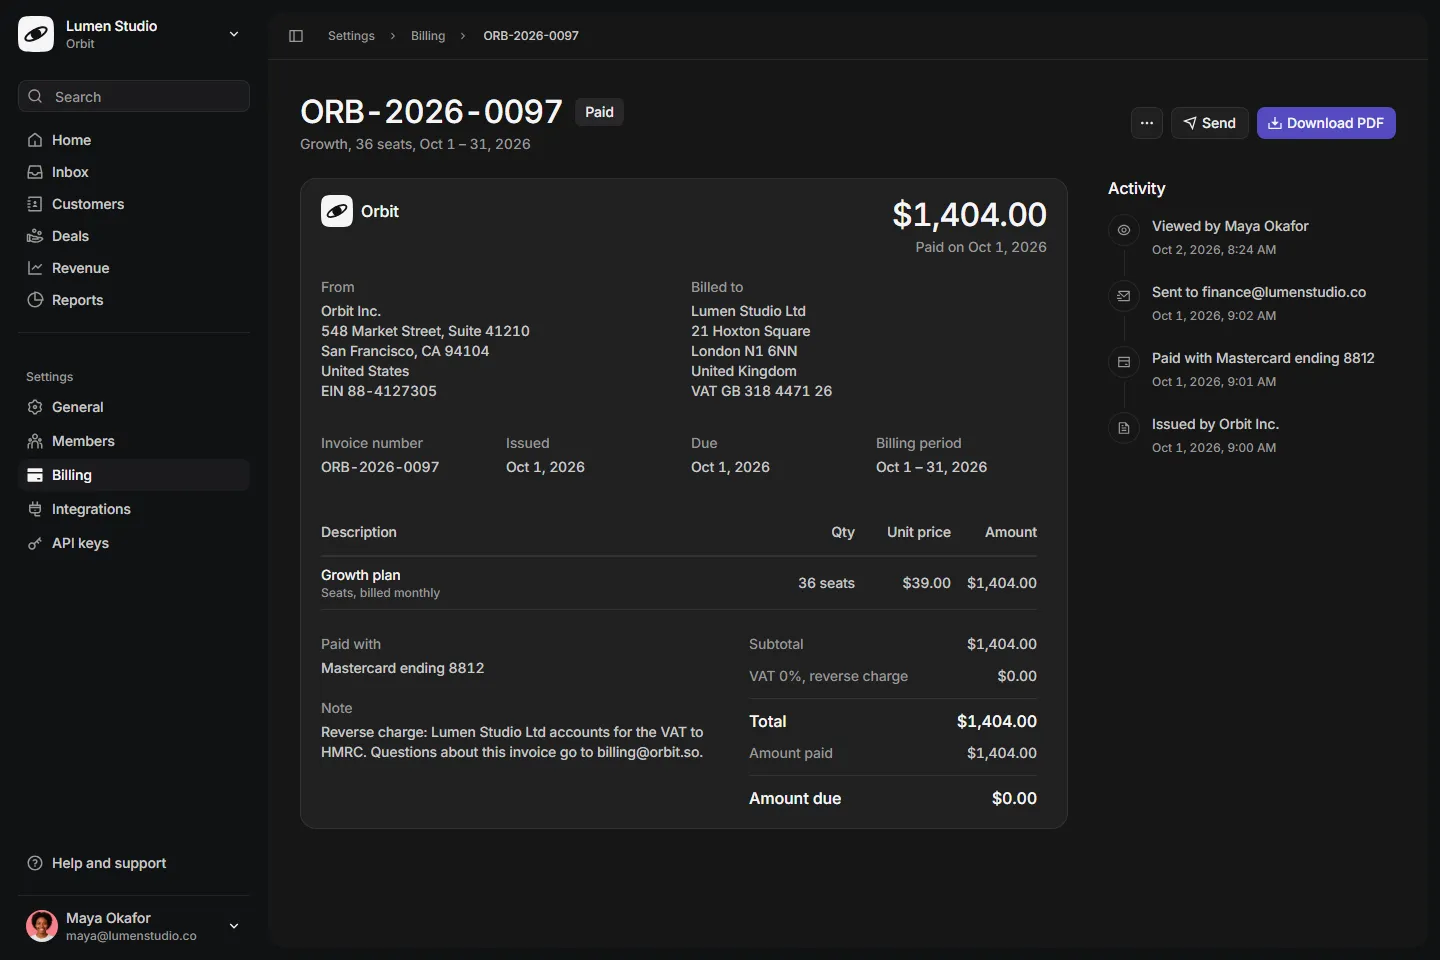 Lumen Studio
Orbit
Search
Home
Inbox
Customers
Deals
Revenue
Reports
Settings
General
Members
Billing
Integrations
API keys
Help and support
Maya Okafor
maya@lumenstudio.co
Settings > Billing > ORB-2026-0097
ORB-2026-0097 Paid
Growth, 36 seats, Oct 1 – 31, 2026
Send
Download PDF
Orbit
$1,404.00
Paid on Oct 1, 2026
From
Orbit Inc.
548 Market Street, Suite 41210
San Francisco, CA 94104
United States
EIN 88-4127305
Billed to
Lumen Studio Ltd
21 Hoxton Square
London N1 6NN
United Kingdom
VAT GB 318 4471 26
Invoice number
ORB-2026-0097
Issued
Oct 1, 2026
Due
Oct 1, 2026
Billing period
Oct 1 – 31, 2026
Description Qty Unit price Amount
Growth plan 36 seats $39.00 $1,404.00
Seats, billed monthly
Paid with
Mastercard ending 8812
Note
Reverse charge: Lumen Studio Ltd accounts for the VAT to
HMRC. Questions about this invoice go to billing@orbit.so.
Subtotal $1,404.00
VAT 0%, reverse charge $0.00
Total $1,404.00
Amount paid $1,404.00
Amount due $0.00
Activity
Viewed by Maya Okafor
Oct 2, 2026, 8:24 AM
Sent to finance@lumenstudio.co
Oct 1, 2026, 9:02 AM
Paid with Mastercard ending 8812
Oct 1, 2026, 9:01 AM
Issued by Orbit Inc.
Oct 1, 2026, 9:00 AM